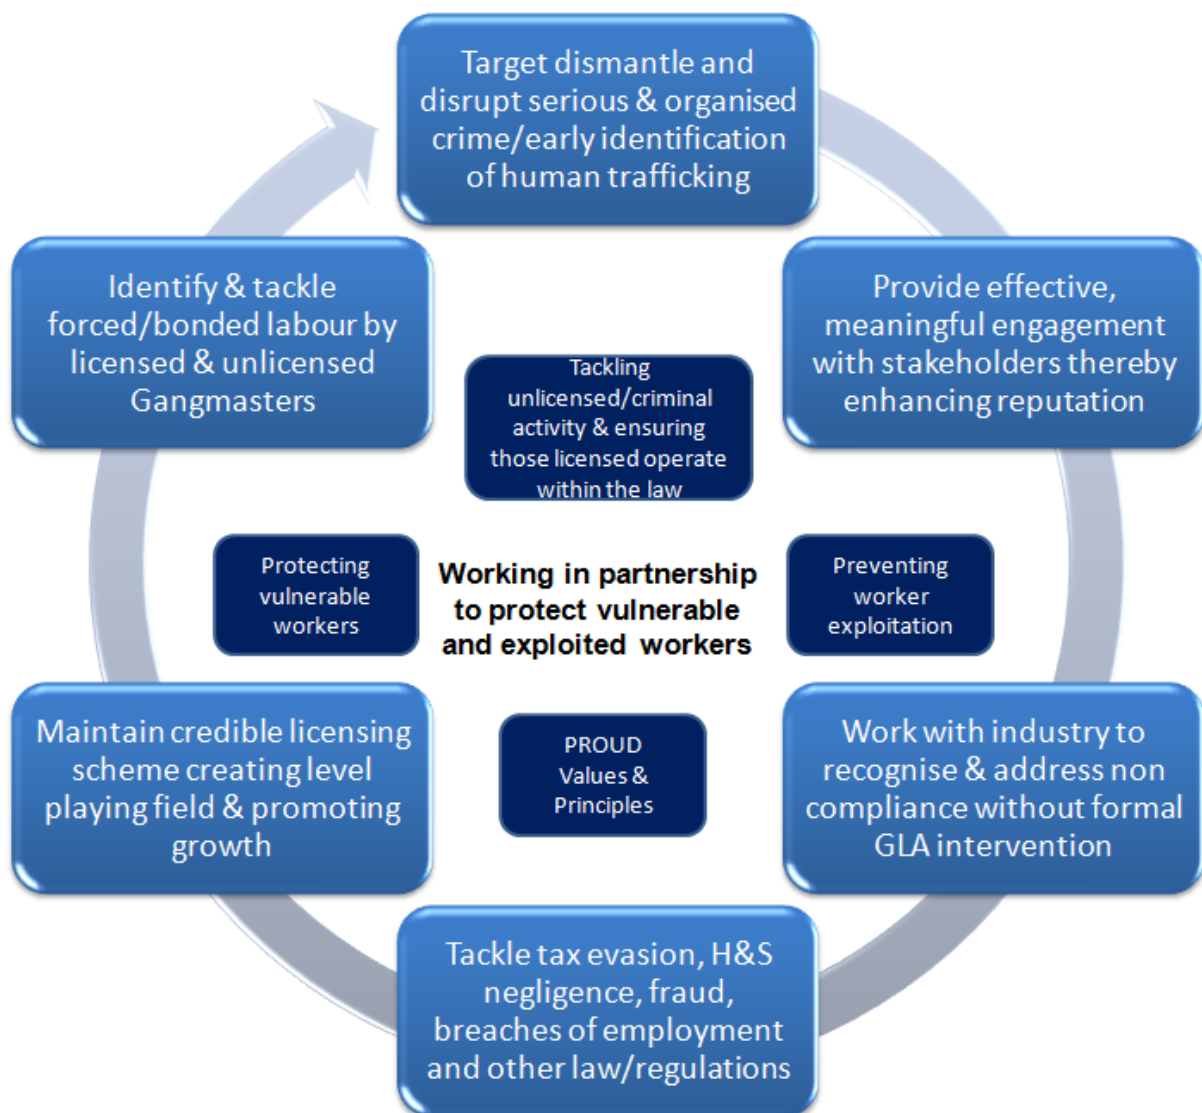 Target dismantle and
disrupt serious & organised
crime/early identification
of human trafficking
Provide effective,
meaningful engagement
with stakeholders thereby
enhancing reputation
Work with industry to
recognise & address non
compliance without formal
GLA intervention
Tackle tax evasion, H&S
negligence, fraud,
breaches of employment
and other law/regulations
Maintain credible licensing
scheme creating level
playing field & promoting
growth
Identify & tackle
forced/bonded labour by
licensed & unlicensed
Gangmasters
Tackling
unlicensed/criminal
activity & ensuring
those licensed operate
within the law
Protecting
vulnerable
workers
Working in partnership
to protect vulnerable
and exploited workers
Preventing
worker
exploitation
PROUD
Values &
Principles